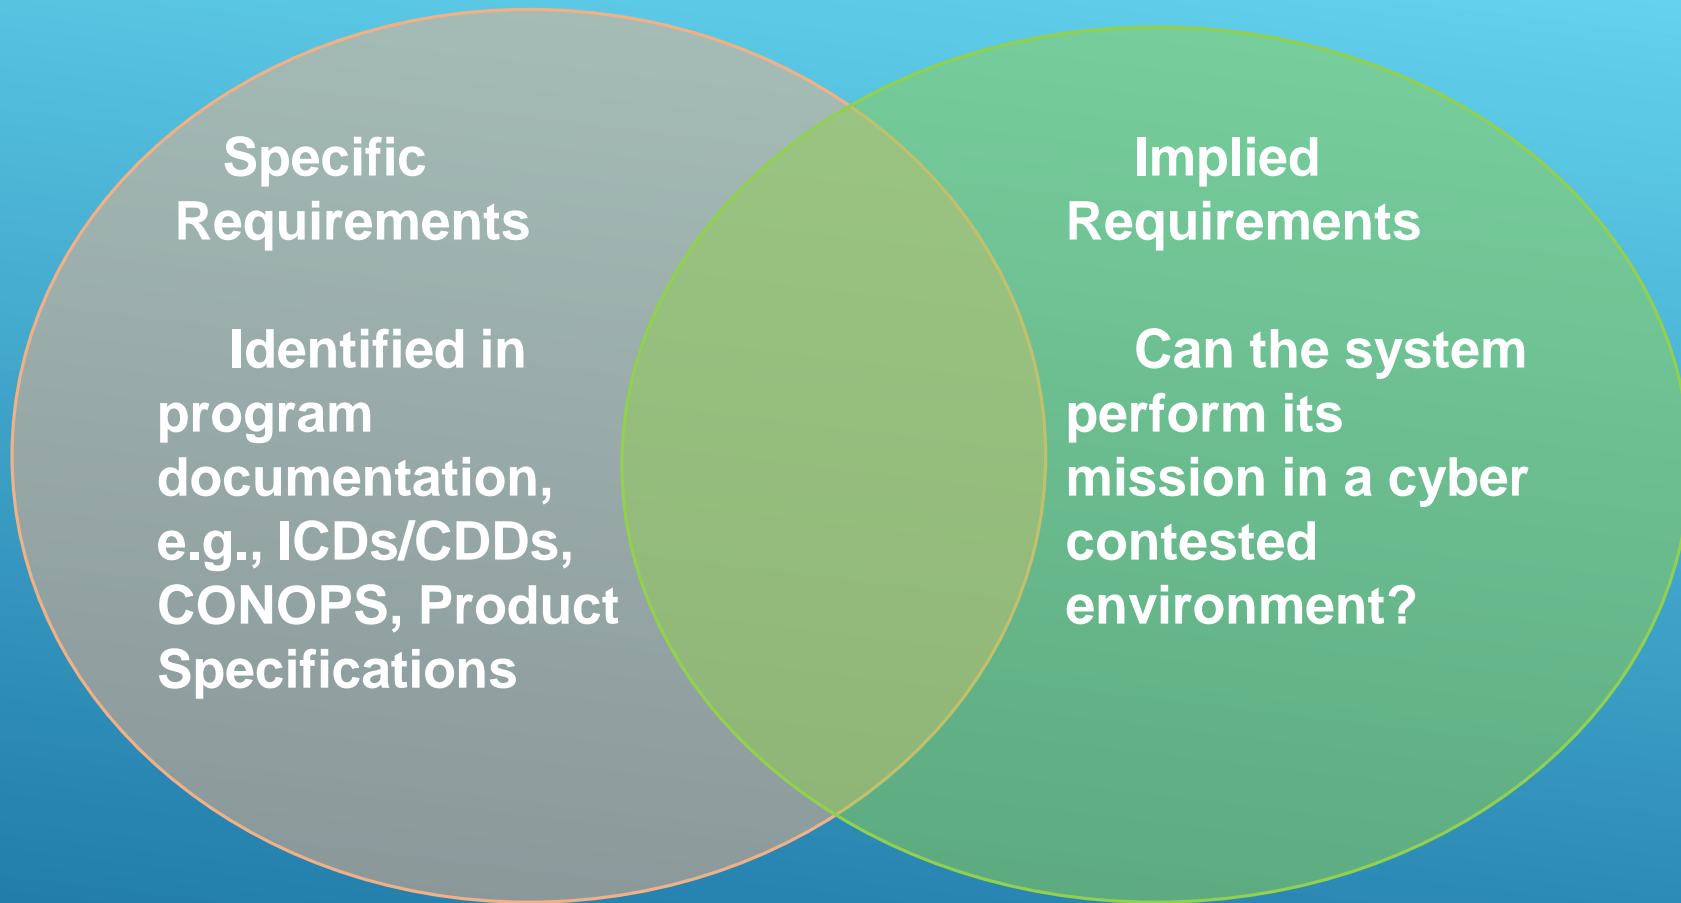 Specific
Requirements
Identified in
program
documentation,
e.g., ICDs/CDDs,
CONOPS, Product
Specifications
Implied
Requirements
Can the system
perform its
mission in a cyber
contested
environment?